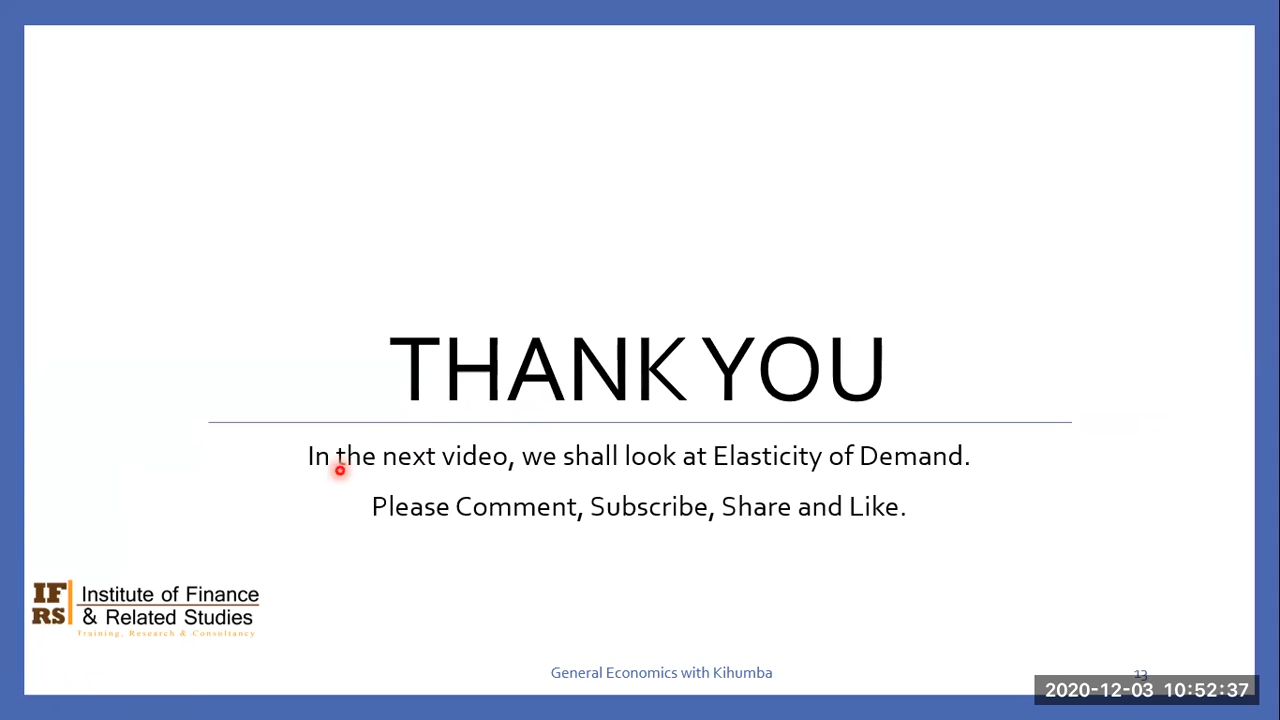 THANK YOU
In the next video, we shall look at Elasticity of Demand.
Please Comment, Subscribe, Share and Like.
IF
RS
Institute of Finance
& Related Studies
Training, Research & Consultancy
General Economics with Kihumba
13
2020-12-03 10:52:37